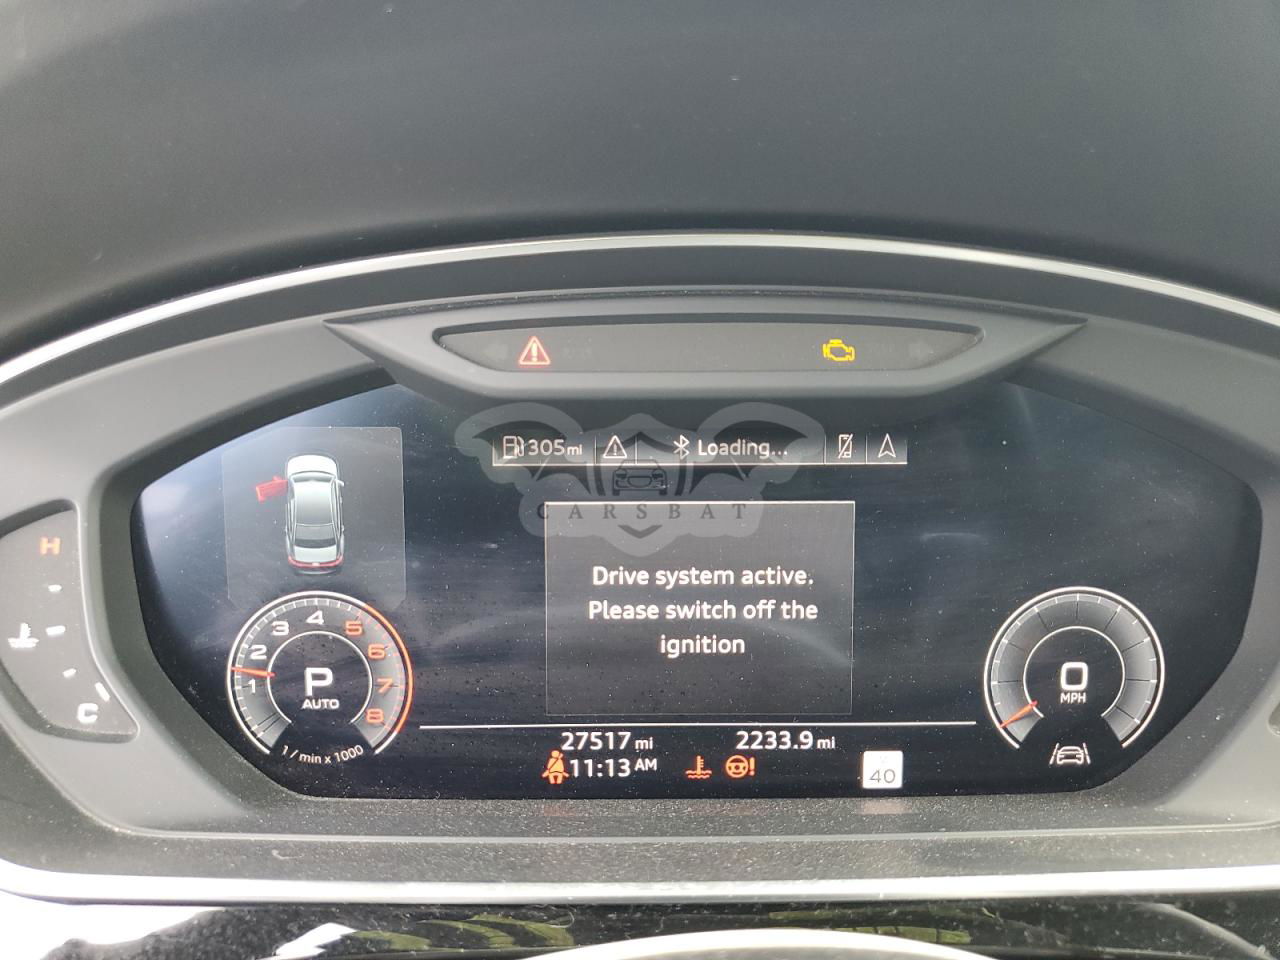 305mi
Loading...
CARSBAT
Drive system active.
Please switch off the
ignition
H
C
1 2 3 4 5 6 7 8
P
AUTO
1/min x 1000
0
MPH
27517 mi
2233.9 mi
11:13 AM
40